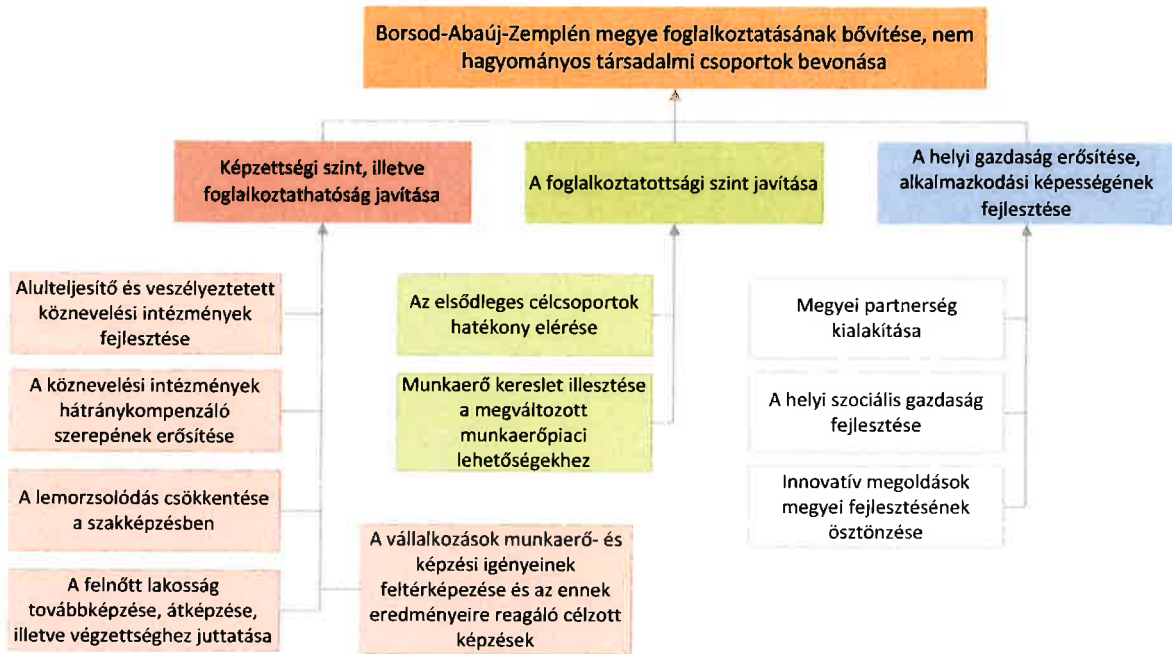 Borsod-Abaúj-Zemplén megye foglalkoztatásának bővítése, nem
hagyományos társadalmi csoportok bevonása
Képzettségi szint, illetve
foglalkoztathatóság javítása
A foglalkoztatottsági szint javítása
A helyi gazdaság erősítése,
alkalmazkodási képességének
fejlesztése
Alulteljesítő és veszélyeztetett
köznevelési intézmények
fejlesztése
A köznevelési intézmények
hátránykompenzáló
szerepének erősítése
A lemorzsolódás csökkentése
a szakképzésben
A felnőtt lakosság
továbbképzése, átképzése,
illetve végzettséghez juttatása
A vállalkozások munkaerő- és
képzési igényeinek
feltérképezése és az ennek
eredményeire reagáló célzott
képzések
Az elsődleges célcsoportok
hatékony elérése
Munkaerő kereslet illesztése
a megváltozott
munkaerőpiaci
lehetőségekhez
Megyei partnerség
kialakítása
A helyi szociális gazdaság
fejlesztése
Innovatív megoldások
megyei fejlesztésének
ösztönzése